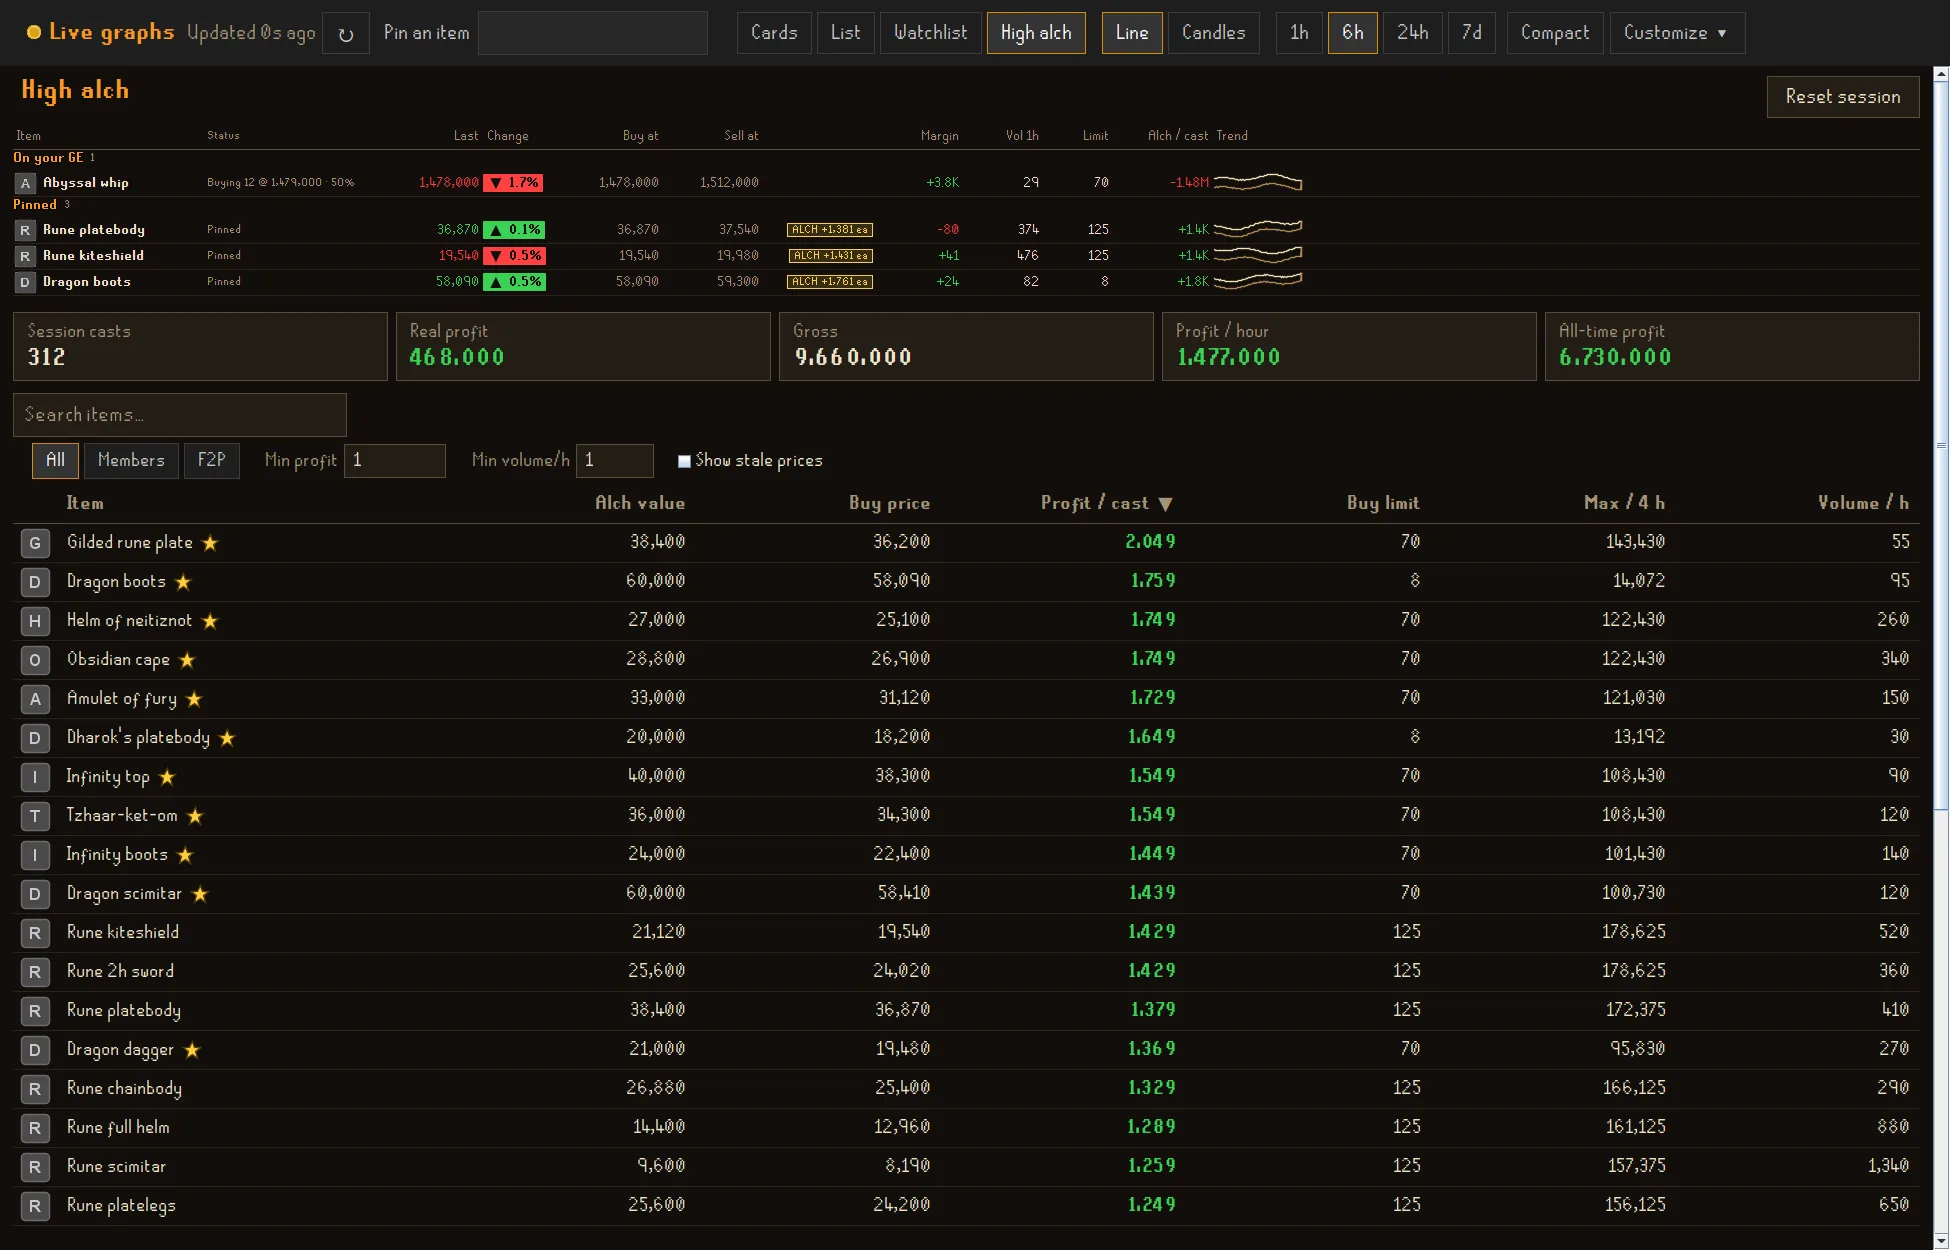 Live graphs Updated 0s ago ↻ Pin an item Cards List Watchlist High alch Line Candles 1h 6h 24h 7d Compact Customize ▼
High alch
Reset session
Item Status Last Change Buy at Sell at Margin Vol 1h Limit Alch / cast Trend
On your GE 1
A Abyssal whip Buying 12 @ 1,479,000 · 50% 1,478,000 ▼ 1.7% 1,478,000 1,512,000 +3.8K 29 70 -1.48M
Pinned 3
R Rune platebody Pinned 36,870 ▲ 0.1% 36,870 37,540 ALCH +1,381 ea -80 374 125 +1.4K
R Rune kiteshield Pinned 19,540 ▼ 0.5% 19,540 19,980 ALCH +1,431 ea +41 476 125 +1.4K
D Dragon boots Pinned 58,090 ▲ 0.5% 58,090 59,300 ALCH +1,761 ea +24 82 8 +1.8K
Session casts Real profit Gross Profit / hour All-time profit
312 468,000 9,660,000 1,477,000 6,730,000
Search items...
All Members F2P Min profit 1 Min volume/h 1 Show stale prices
Item Alch value Buy price Profit / cast ▼ Buy limit Max / 4 h Volume / h
G Gilded rune plate ★ 38,400 36,200 2,049 70 143,430 55
D Dragon boots ★ 60,000 58,090 1,759 8 14,072 95
H Helm of neitiznot ★ 27,000 25,100 1,749 70 122,430 260
O Obsidian cape ★ 28,800 26,900 1,749 70 122,430 340
A Amulet of fury ★ 33,000 31,120 1,729 70 121,030 150
D Dharok's platebody ★ 20,000 18,200 1,649 8 13,192 30
I Infinity top ★ 40,000 38,300 1,549 70 108,430 90
T Tzhaar-ket-om ★ 36,000 34,300 1,549 70 108,430 120
I Infinity boots ★ 24,000 22,400 1,449 70 101,430 140
D Dragon scimitar ★ 60,000 58,410 1,439 70 100,730 120
R Rune kiteshield 21,120 19,540 1,429 125 178,625 520
R Rune 2h sword 25,600 24,020 1,429 125 178,625 360
R Rune platebody 38,400 36,870 1,379 125 172,375 410
D Dragon dagger ★ 21,000 19,480 1,369 70 95,830 270
R Rune chainbody 26,880 25,400 1,329 125 166,125 290
R Rune full helm 14,400 12,960 1,289 125 161,125 880
R Rune scimitar 9,600 8,190 1,259 125 157,375 1,340
R Rune platelegs 25,600 24,200 1,249 125 156,125 650